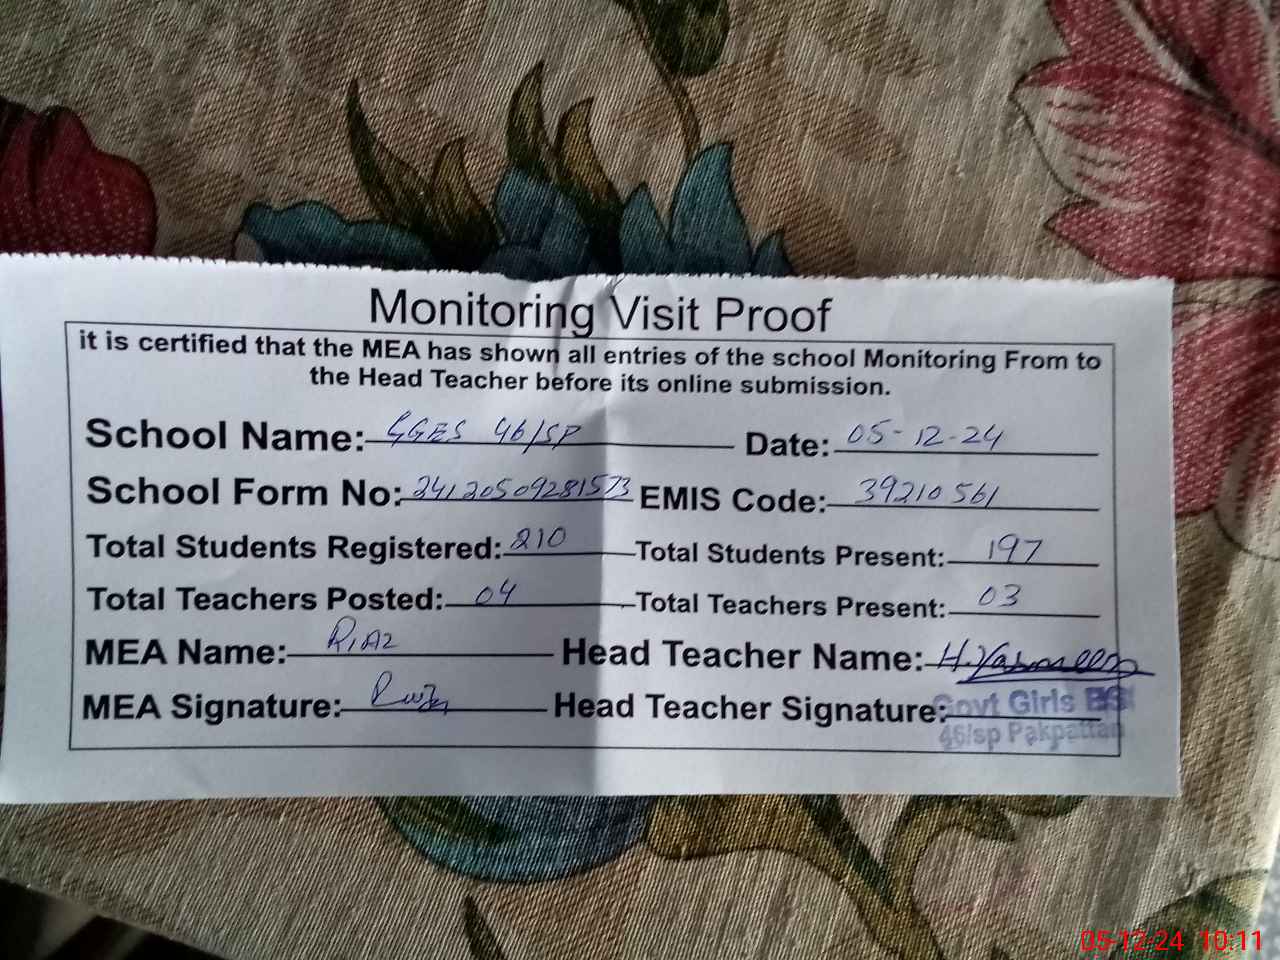 Monitoring Visit Proof
it is certified that the MEA has shown all entries of the school Monitoring From to
the Head Teacher before its online submission.
School Name: GGES 46/SP Date: 05-12-24
School Form No: 24120509281573 EMIS Code: 39210561
Total Students Registered: 210 Total Students Present: 197
Total Teachers Posted: 04 Total Teachers Present: 03
MEA Name: RIAZ Head Teacher Name: H.
MEA Signature: Head Teacher Signature:
Govt Girls
46/sp Pakpattan
05-12-24 10:11